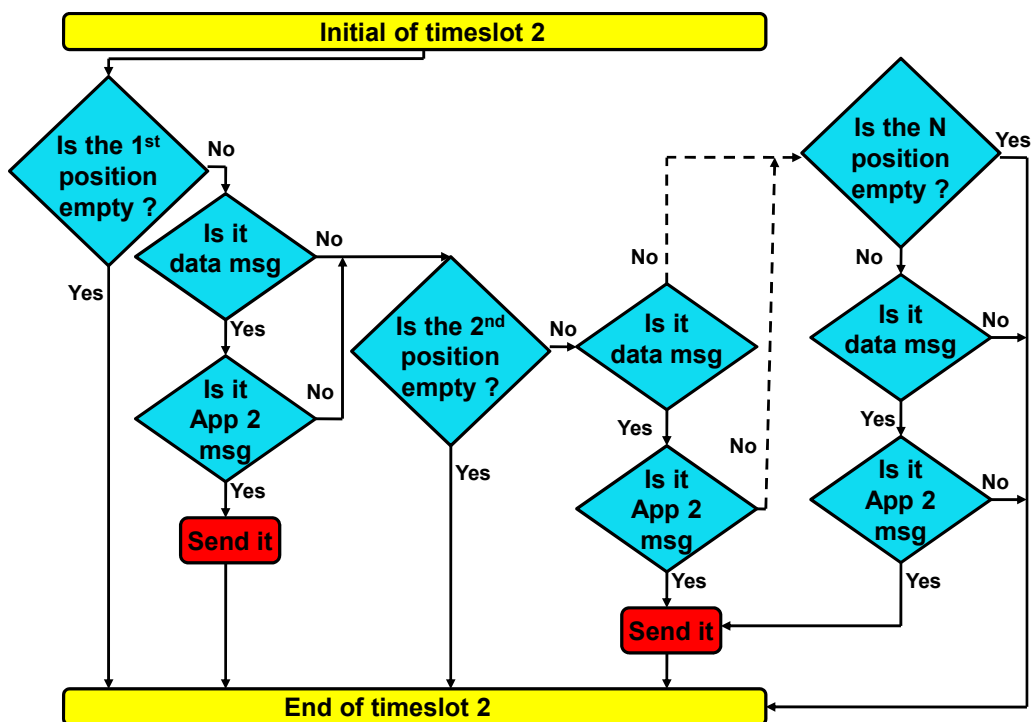 Initial of timeslot 2
Is the 1st
position
empty ?
No
Yes
Is it
data msg
No
Yes
Is it
App 2
msg
No
Yes
Send it
Is the 2nd
position
empty ?
No
Yes
Is it
data msg
No
Yes
Is it
App 2
msg
No
Yes
Send it
Is the N
position
empty ?
Yes
No
Is it
data msg
No
Yes
Is it
App 2
msg
No
Yes
End of timeslot 2